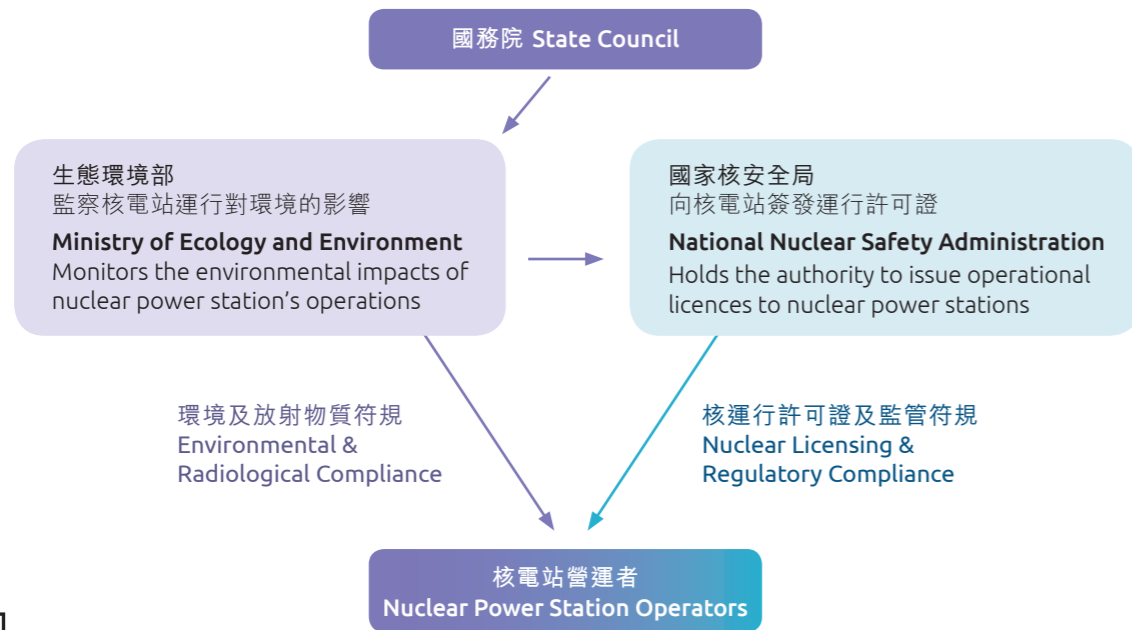 國務院 State Council
生態環境部
監察核電站運行對環境的影響
Ministry of Ecology and Environment
Monitors the environmental impacts of
nuclear power station's operations
國家核安全局
向核電站簽發運行許可證
National Nuclear Safety Administration
Holds the authority to issue operational
licences to nuclear power stations
環境及放射物質符規
Environmental &
Radiological Compliance
核運行許可證及監管符規
Nuclear Licensing &
Regulatory Compliance
核電站營運者
Nuclear Power Station Operators